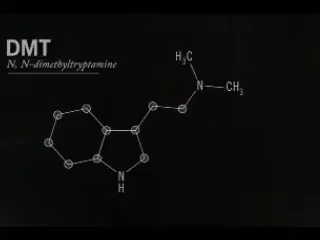 DMT
N, N-dimethyltryptamine
H₃C
N
CH₃
N
H